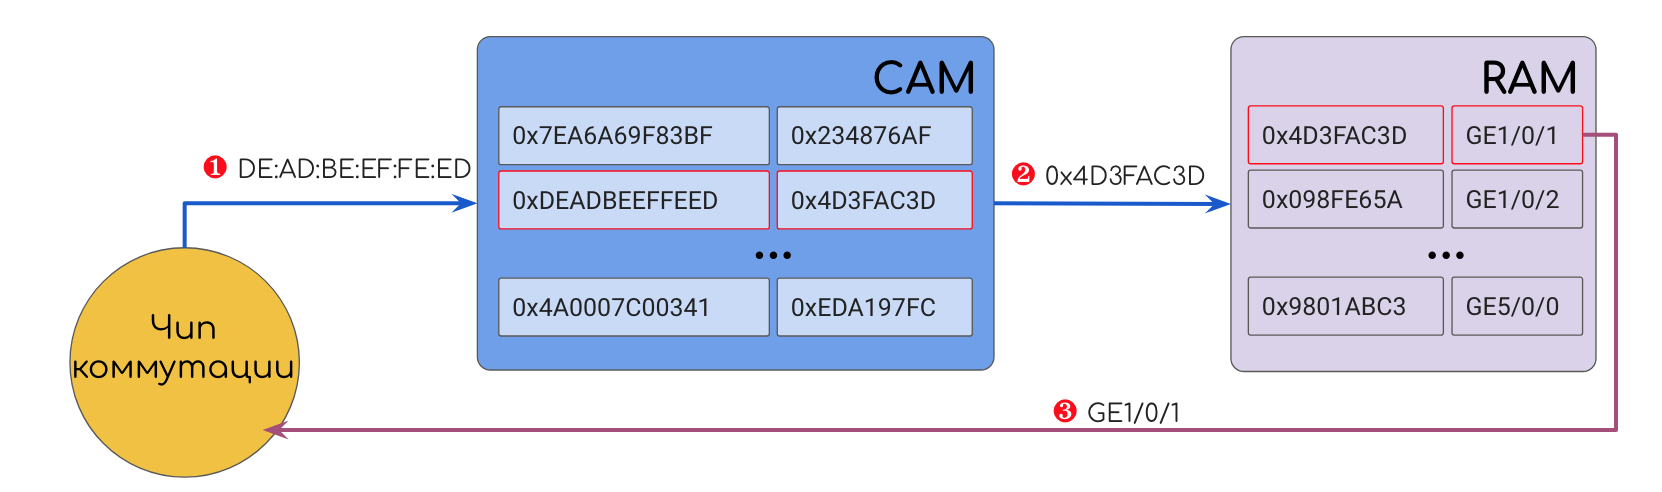 CAM
RAM
0x7EA6A69F83BF 0x234876AF
0x4D3FAC3D GE1/0/1
❶ DE:AD:BE:EF:FE:ED
❷ 0x4D3FAC3D
0xDEADBEEFFEED 0x4D3FAC3D
0x098FE65A GE1/0/2
...
...
0x4A0007C00341 0xEDA197FC
0x9801ABC3 GE5/0/0
Чип
коммутации
❸ GE1/0/1